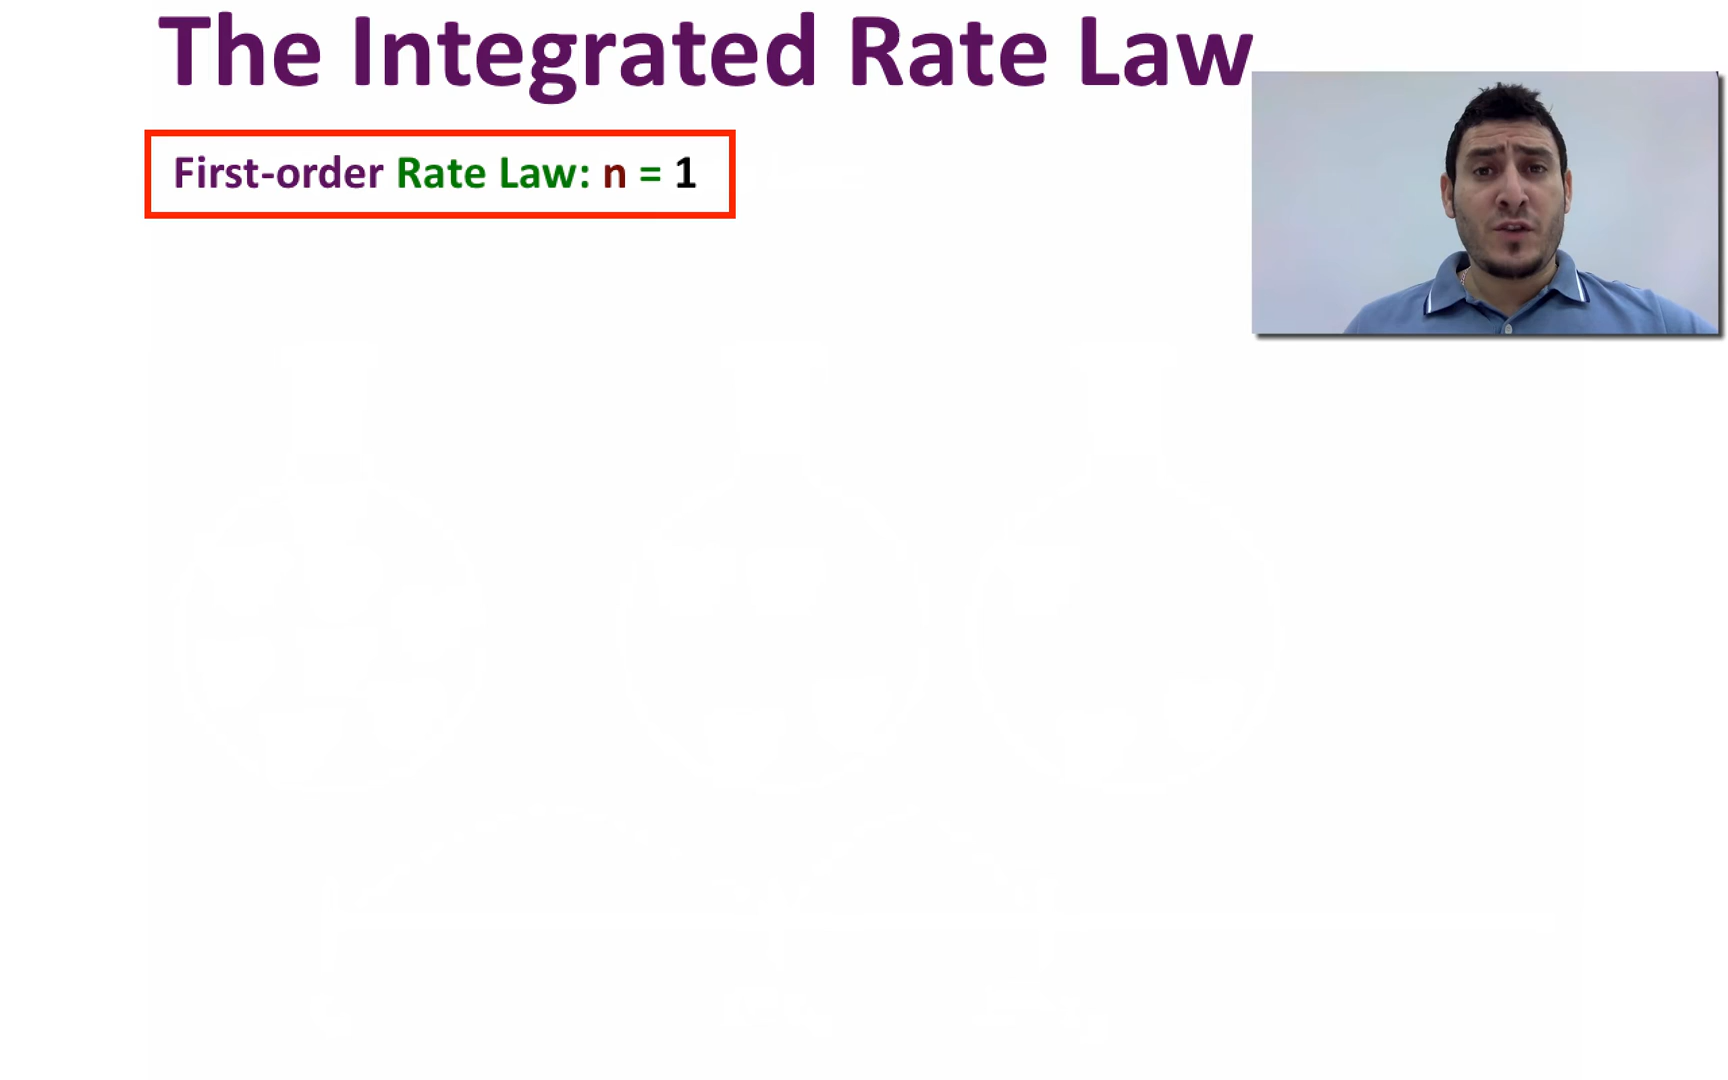 The Integrated Rate Law
First-order Rate Law: n = 1